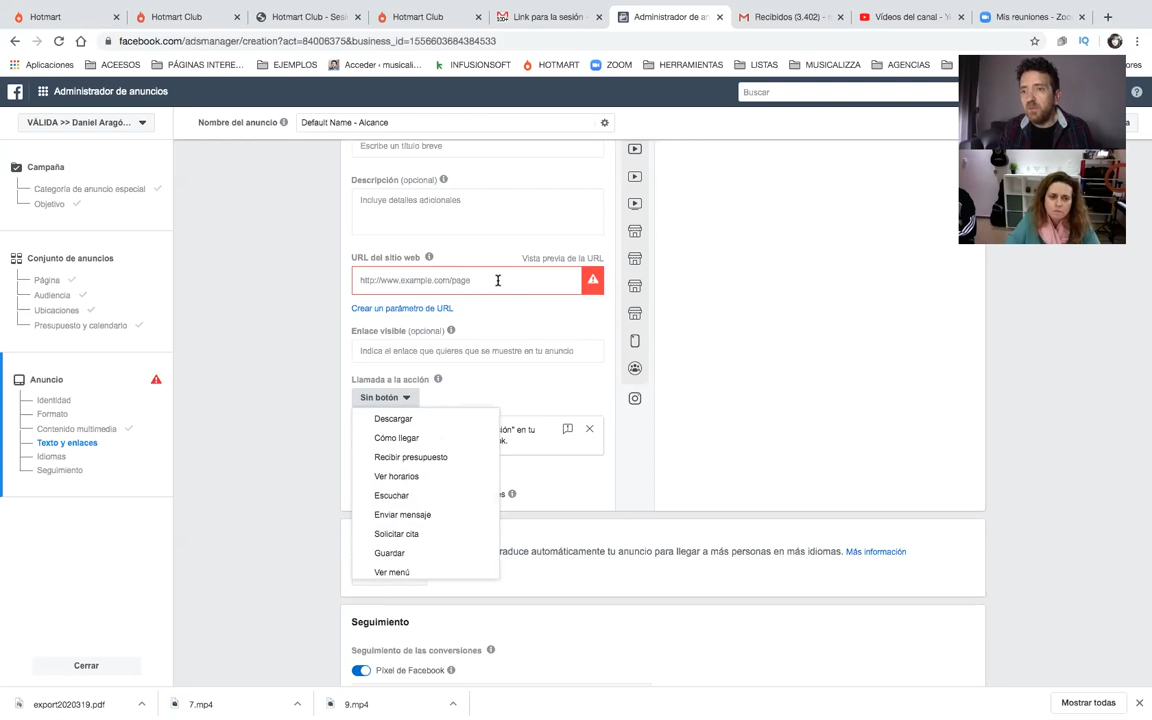 Hotmart
Hotmart Club
Hotmart Club - Sesi
Hotmart Club
Link para la sesión
Administrador de an
Recibidos (3.402) -
Vídeos del canal -
Mis reuniones - Zoo
facebook.com/adsmanager/creation?act=84006375&business_id=1556603684384533
Aplicaciones
ACEESOS
PÁGINAS INTERE...
EJEMPLOS
Acceder - musicali...
INFUSIONSOFT
HOTMART
ZOOM
HERRAMIENTAS
LISTAS
MUSICALIZZA
AGENCIAS
Administrador de anuncios
Buscar
VÁLIDA >> Daniel Aragó...
Nombre del anuncio
Default Name - Alcance
Escribe un título breve
Campaña
Categoría de anuncio especial
Objetivo
Conjunto de anuncios
Página
Audiencia
Ubicaciones
Presupuesto y calendario
Anuncio
Identidad
Formato
Contenido multimedia
Texto y enlaces
Idiomas
Seguimiento
Cerrar
Descripción (opcional)
Incluye detalles adicionales
URL del sitio web
Vista previa de la URL
http://www.example.com/page
Crear un parámetro de URL
Enlace visible (opcional)
Indica el enlace que quieres que se muestre en tu anuncio
Llamada a la acción
Sin botón
Descargar
Cómo llegar
Recibir presupuesto
Ver horarios
Escuchar
Enviar mensaje
Solicitar cita
Guardar
Ver menú
ción" en tu
ok.
es
raduce automáticamente tu anuncio para llegar a más personas en más idiomas. Más información
Seguimiento
Seguimiento de las conversiones
Píxel de Facebook
export2020319.pdf
7.mp4
9.mp4
Mostrar todas